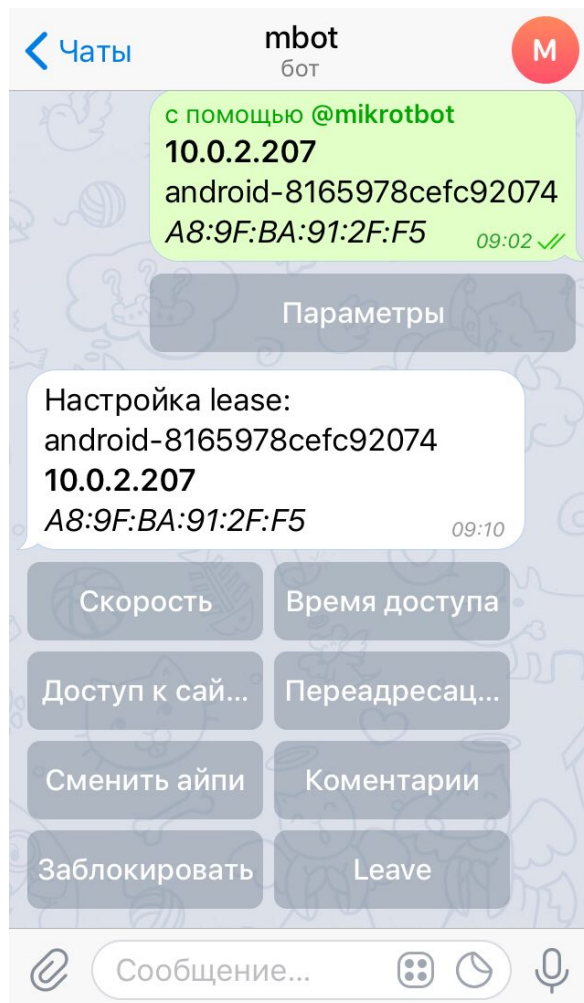 Чаты
mbot
бот
M
с помощью @mikrotbot
10.0.2.207
android-8165978cefc92074
A8:9F:BA:91:2F:F5 09:02
Параметры
Настройка lease:
android-8165978cefc92074
10.0.2.207
A8:9F:BA:91:2F:F5 09:10
Скорость Время доступа
Доступ к сай... Переадресац...
Сменить айпи Коментарии
Заблокировать Leave
Сообщение...